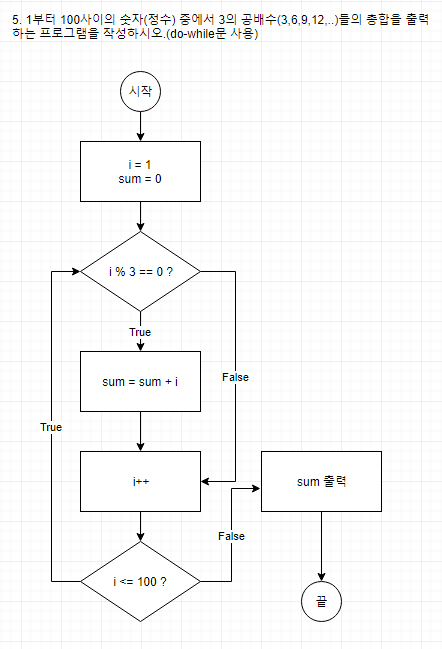 5. 1부터 100사이의 숫자(정수) 중에서 3의 공배수(3,6,9,12,..)들의 총합을 출력
하는 프로그램을 작성하시오.(do-while문 사용)
시작
i = 1
sum = 0
i % 3 == 0 ?
True
sum = sum + i
False
True
i++
sum 출력
False
i <= 100 ?
끝